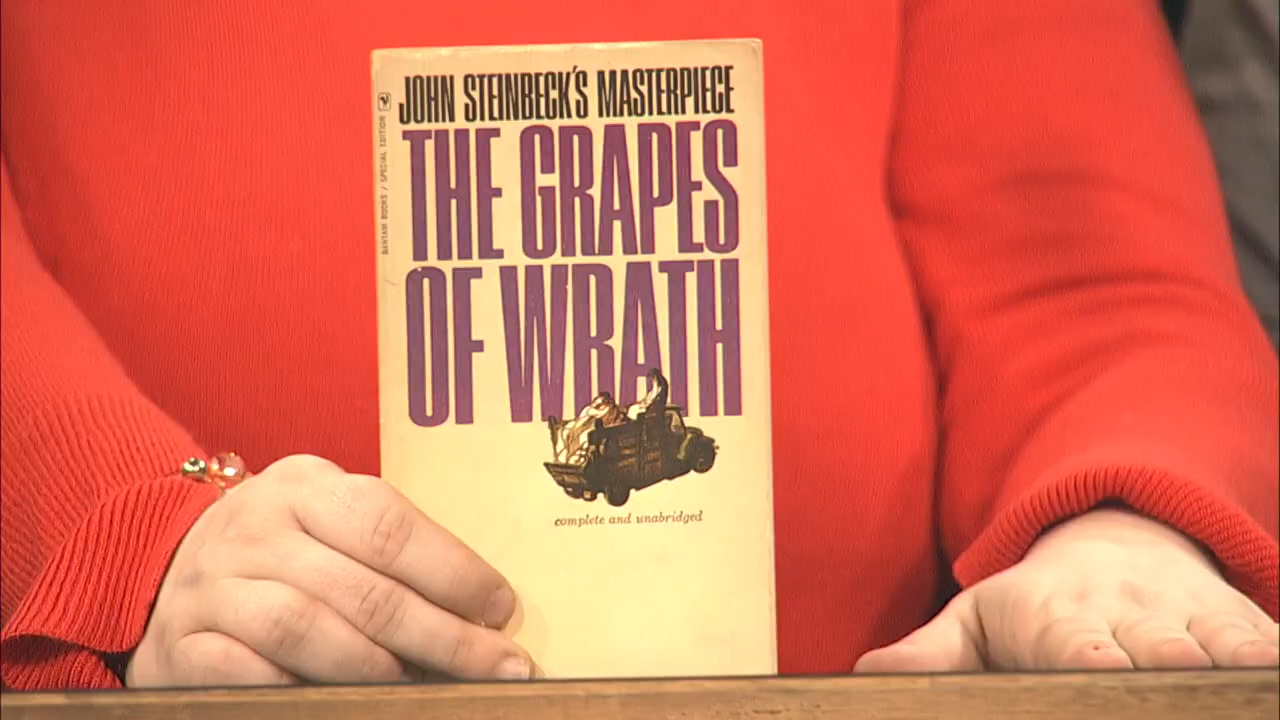 JOHN STEINBECK'S MASTERPIECE
THE GRAPES
OF WRATH
complete and unabridged
BANTAM BOOKS / SPECIAL EDITION